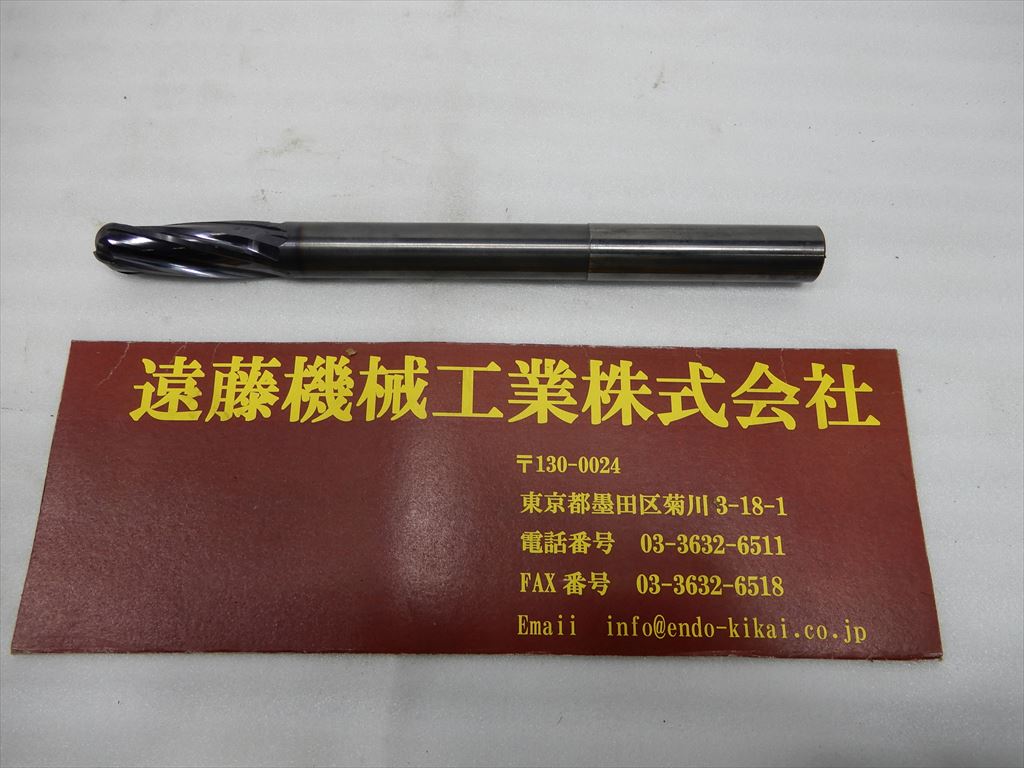 遠藤機械工業株式会社
〒130-0024
東京都墨田区菊川 3-18-1
電話番号 03-3632-6511
FAX 番号 03-3632-6518
Emaii info@endo-kikai.co.jp